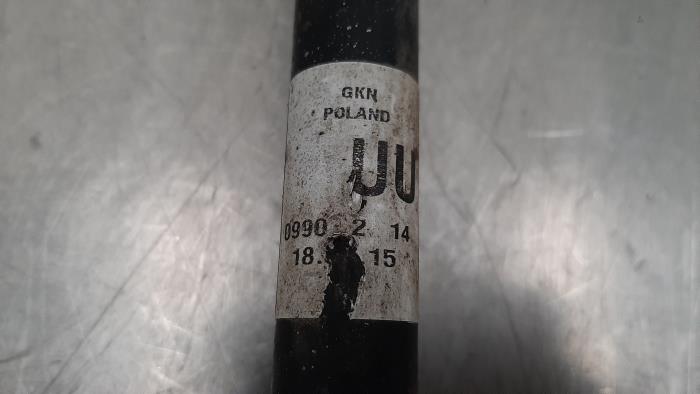 GKN
POLAND
UU
0990 2 14
18. 15